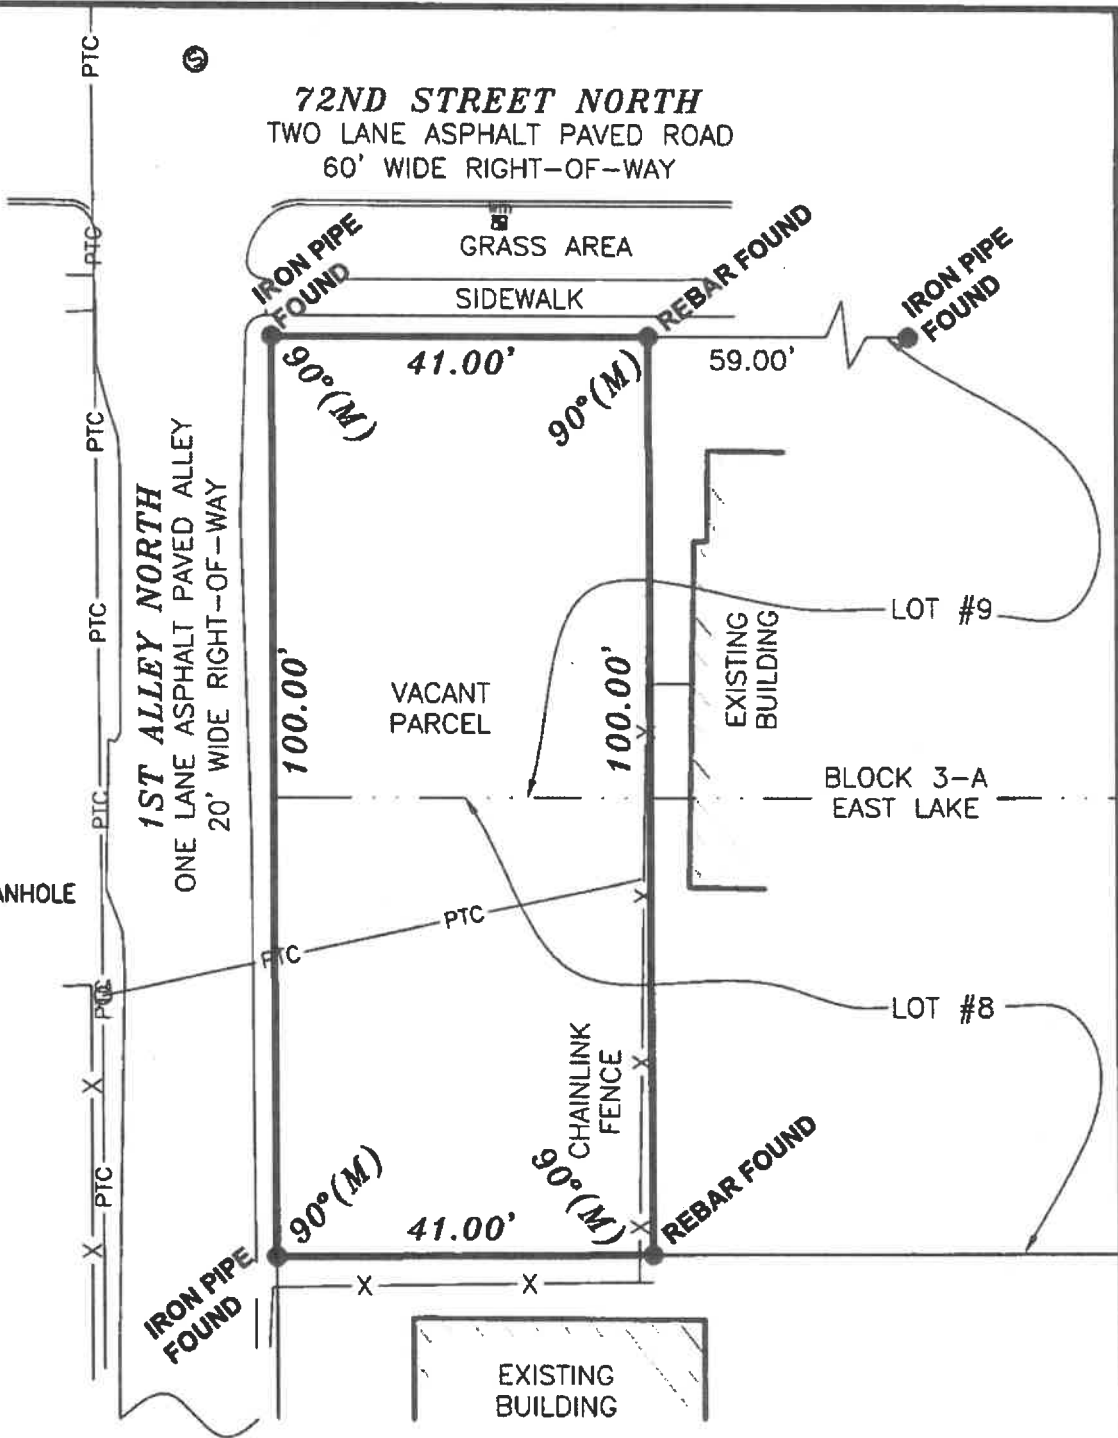 PTC
S
72ND STREET NORTH
TWO LANE ASPHALT PAVED ROAD
60' WIDE RIGHT-OF-WAY
wm
GRASS AREA
SIDEWALK
PTC
IRON PIPE
FOUND
REBAR FOUND
IRON PIPE
FOUND
41.00'
59.00'
90°(M)
90°(M)
PTC
1ST ALLEY NORTH
ONE LANE ASPHALT PAVED ALLEY
20' WIDE RIGHT-OF-WAY
PTC
100.00'
VACANT
PARCEL
100.00'
X
EXISTING
BUILDING
LOT #9
BLOCK 3-A
EAST LAKE
PTC
ANHOLE
X
PTC
PTC
PTC
LOT #8
X
CHAINLINK
FENCE
X
PTC
X
90°(M)
41.00'
90°(M)
X
REBAR FOUND
IRON PIPE
FOUND
X
X
EXISTING
BUILDING